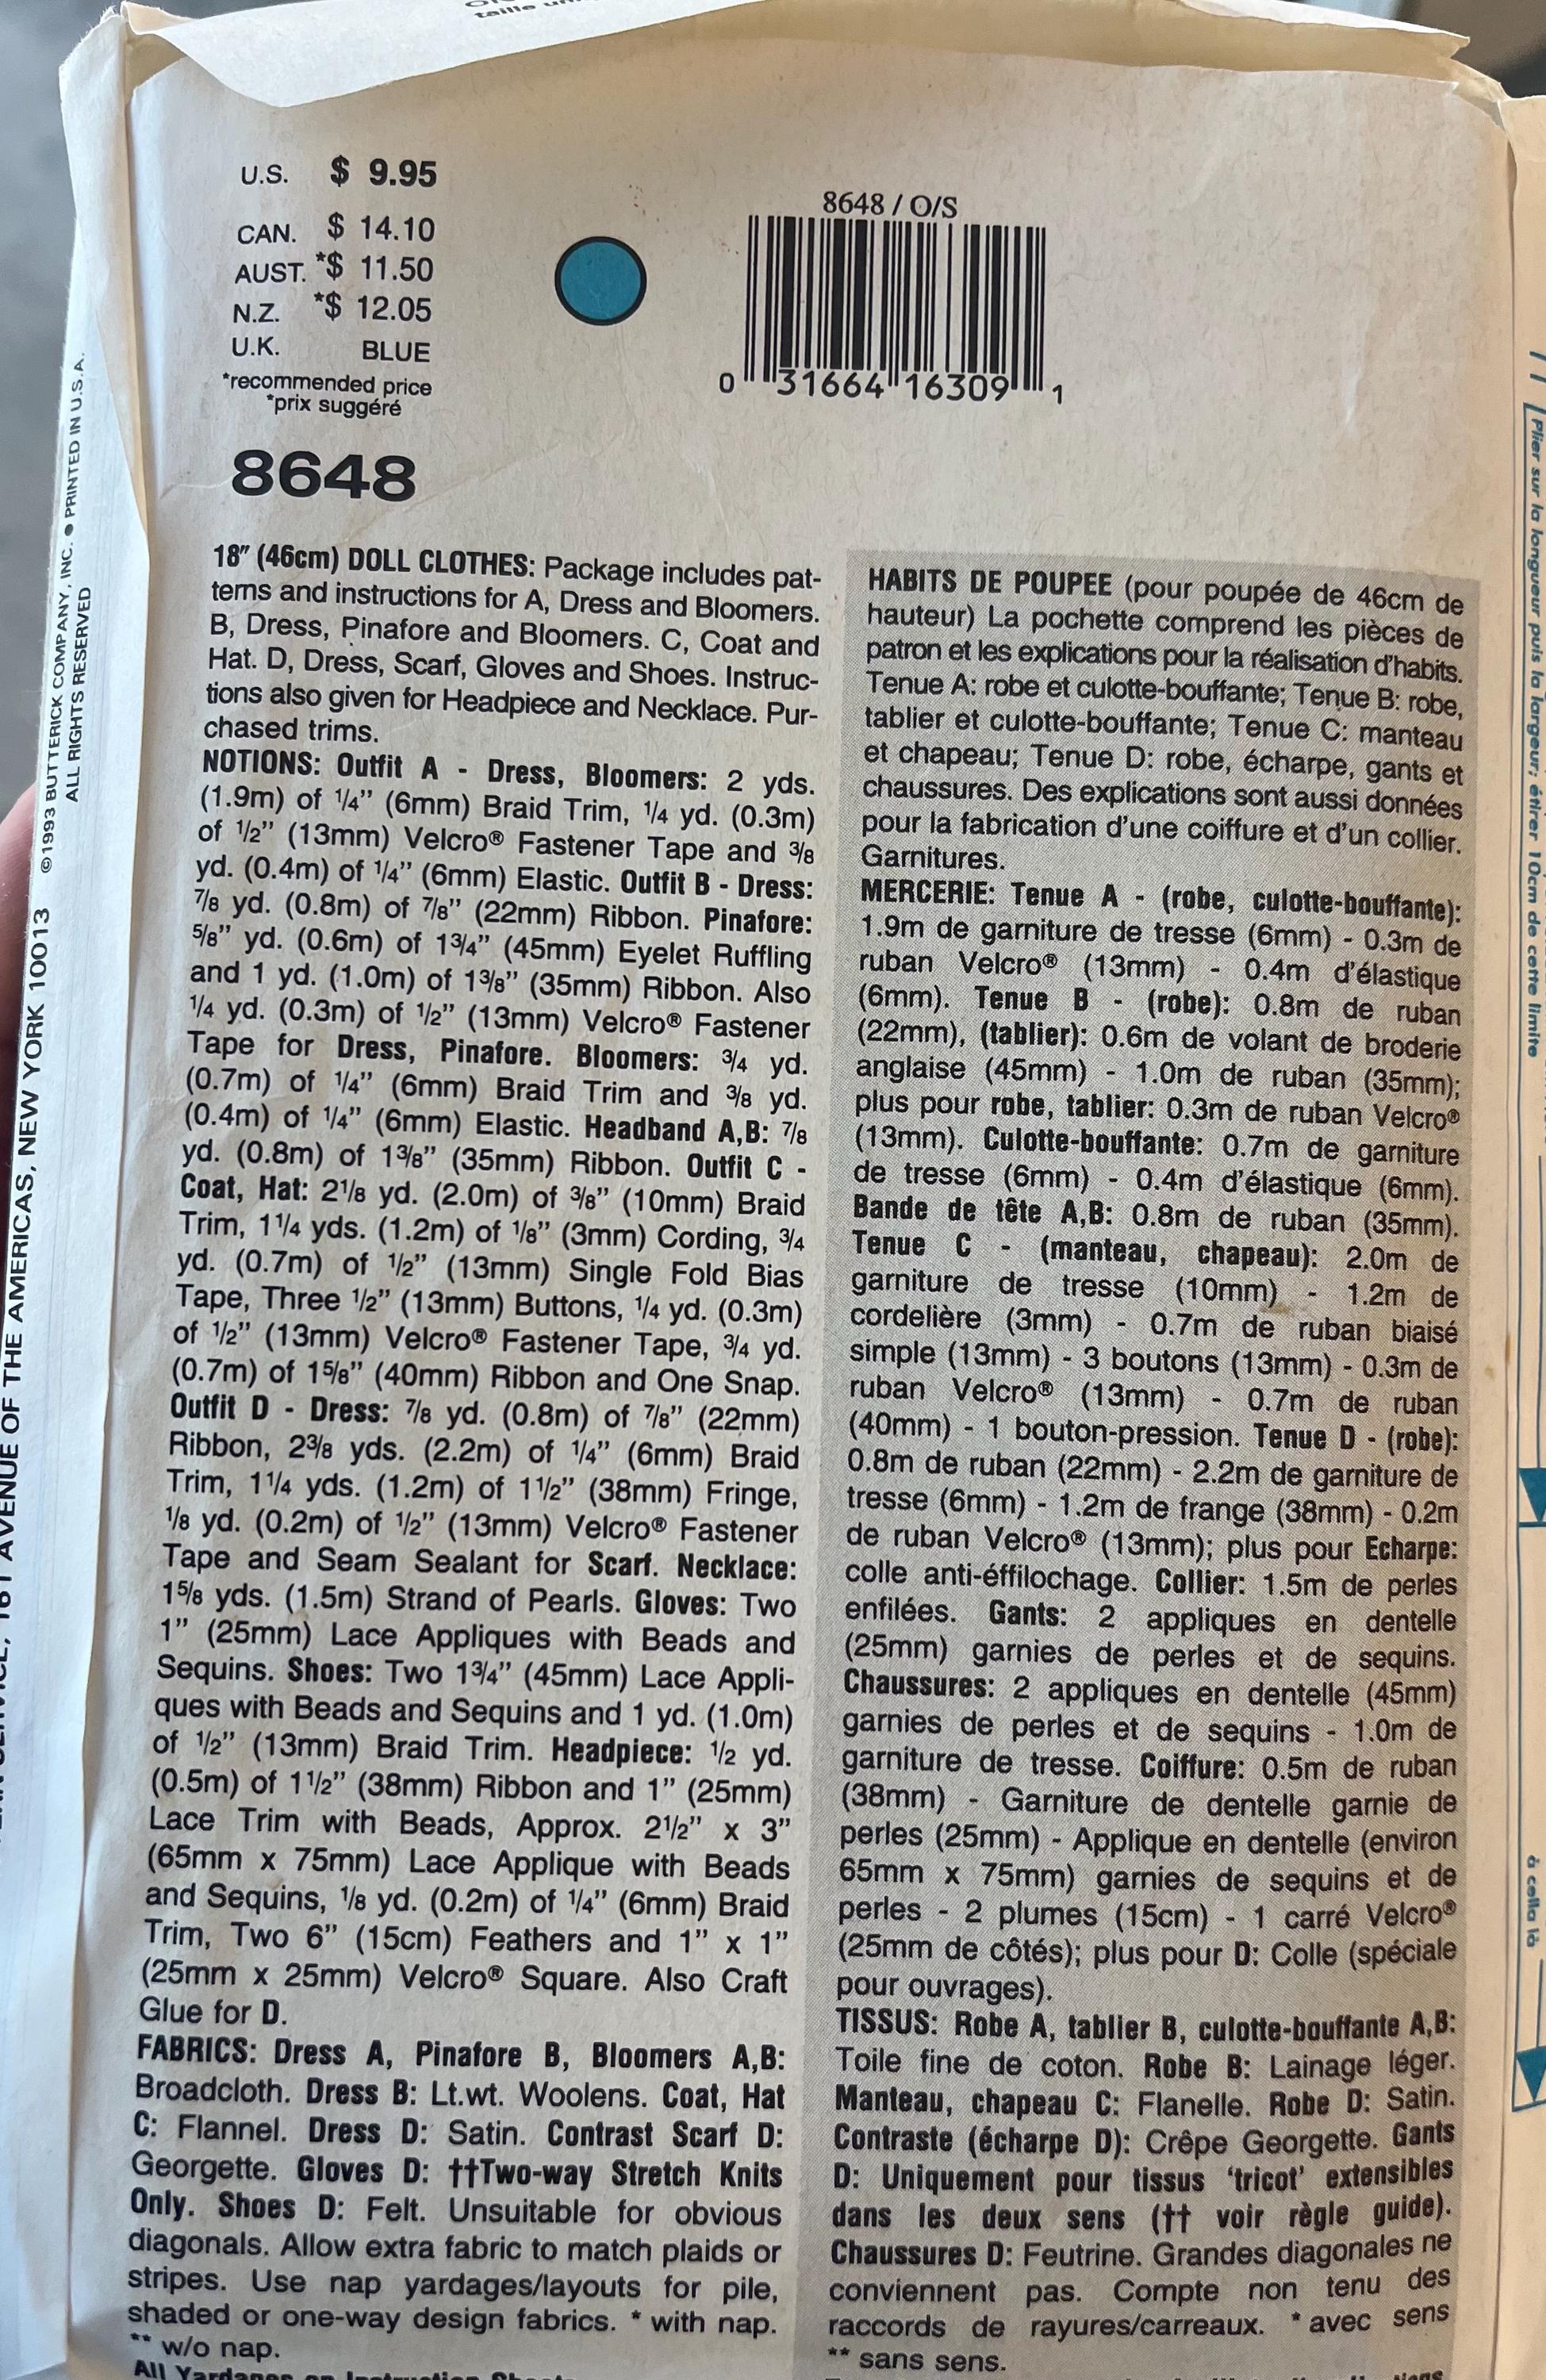 taille
U.S. $ 9.95
CAN. $ 14.10
AUST. *$ 11.50
N.Z. *$ 12.05
U.K. BLUE
*recommended price
*prix suggéré
8648 / O/S
0 31664 16309 1
8648
18” (46cm) DOLL CLOTHES: Package includes pat-
terns and instructions for A, Dress and Bloomers.
B, Dress, Pinafore and Bloomers. C, Coat and
Hat. D, Dress, Scarf, Gloves and Shoes. Instruc-
tions also given for Headpiece and Necklace. Pur-
chased trims.
NOTIONS: Outfit A - Dress, Bloomers: 2 yds.
(1.9m) of 1/4” (6mm) Braid Trim, 1/4 yd. (0.3m)
of 1/2” (13mm) Velcro® Fastener Tape and 3/8
yd. (0.4m) of 1/4” (6mm) Elastic. Outfit B - Dress:
7/8 yd. (0.8m) of 7/8” (22mm) Ribbon. Pinafore:
5/8” yd. (0.6m) of 1 3/4” (45mm) Eyelet Ruffling
and 1 yd. (1.0m) of 1 3/8” (35mm) Ribbon. Also
1/4 yd. (0.3m) of 1/2” (13mm) Velcro® Fastener
Tape for Dress, Pinafore. Bloomers: 3/4 yd.
(0.7m) of 1/4” (6mm) Braid Trim and 3/8 yd.
(0.4m) of 1/4” (6mm) Elastic. Headband A,B: 7/8
yd. (0.8m) of 1 3/8” (35mm) Ribbon. Outfit C -
Coat, Hat: 2 1/8 yd. (2.0m) of 3/8” (10mm) Braid
Trim, 1 1/4 yds. (1.2m) of 1/8” (3mm) Cording, 3/4
yd. (0.7m) of 1/2” (13mm) Single Fold Bias
Tape, Three 1/2” (13mm) Buttons, 1/4 yd. (0.3m)
of 1/2” (13mm) Velcro® Fastener Tape, 3/4 yd.
(0.7m) of 1 5/8” (40mm) Ribbon and One Snap.
Outfit D - Dress: 7/8 yd. (0.8m) of 7/8” (22mm)
Ribbon, 2 3/8 yds. (2.2m) of 1/4” (6mm) Braid
Trim, 1 1/4 yds. (1.2m) of 1 1/2” (38mm) Fringe,
1/8 yd. (0.2m) of 1/2” (13mm) Velcro® Fastener
Tape and Seam Sealant for Scarf. Necklace:
1 5/8 yds. (1.5m) Strand of Pearls. Gloves: Two
1” (25mm) Lace Appliques with Beads and
Sequins. Shoes: Two 1 3/4” (45mm) Lace Appli-
ques with Beads and Sequins and 1 yd. (1.0m)
of 1/2” (13mm) Braid Trim. Headpiece: 1/2 yd.
(0.5m) of 1 1/2” (38mm) Ribbon and 1” (25mm)
Lace Trim with Beads, Approx. 2 1/2” x 3”
(65mm x 75mm) Lace Applique with Beads
and Sequins, 1/8 yd. (0.2m) of 1/4” (6mm) Braid
Trim, Two 6” (15cm) Feathers and 1” x 1”
(25mm x 25mm) Velcro® Square. Also Craft
Glue for D.
FABRICS: Dress A, Pinafore B, Bloomers A,B:
Broadcloth. Dress B: Lt.wt. Woolens. Coat, Hat
C: Flannel. Dress D: Satin. Contrast Scarf D:
Georgette. Gloves D: ††Two-way Stretch Knits
Only. Shoes D: Felt. Unsuitable for obvious
diagonals. Allow extra fabric to match plaids or
stripes. Use nap yardages/layouts for pile,
shaded or one-way design fabrics. * with nap.
** w/o nap.
All Yardages on Instruction Sheets
HABITS DE POUPEE (pour poupée de 46cm de
hauteur) La pochette comprend les pièces de
patron et les explications pour la réalisation d’habits.
Tenue A: robe et culotte-bouffante; Tenue B: robe,
tablier et culotte-bouffante; Tenue C: manteau
et chapeau; Tenue D: robe, écharpe, gants et
chaussures. Des explications sont aussi données
pour la fabrication d’une coiffure et d’un collier.
Garnitures.
MERCERIE: Tenue A - (robe, culotte-bouffante):
1.9m de garniture de tresse (6mm) - 0.3m de
ruban Velcro® (13mm) - 0.4m d’élastique
(6mm). Tenue B - (robe): 0.8m de ruban
(22mm), (tablier): 0.6m de volant de broderie
anglaise (45mm) - 1.0m de ruban (35mm);
plus pour robe, tablier: 0.3m de ruban Velcro®
(13mm). Culotte-bouffante: 0.7m de garniture
de tresse (6mm) - 0.4m d’élastique (6mm).
Bande de tête A,B: 0.8m de ruban (35mm).
Tenue C - (manteau, chapeau): 2.0m de
garniture de tresse (10mm) - 1.2m de
cordelière (3mm) - 0.7m de ruban biaisé
simple (13mm) - 3 boutons (13mm) - 0.3m de
ruban Velcro® (13mm) - 0.7m de ruban
(40mm) - 1 bouton-pression. Tenue D - (robe):
0.8m de ruban (22mm) - 2.2m de garniture de
tresse (6mm) - 1.2m de frange (38mm) - 0.2m
de ruban Velcro® (13mm); plus pour Echarpe:
colle anti-éffilochage. Collier: 1.5m de perles
enfilées. Gants: 2 appliques en dentelle
(25mm) garnies de perles et de sequins.
Chaussures: 2 appliques en dentelle (45mm)
garnies de perles et de sequins - 1.0m de
garniture de tresse. Coiffure: 0.5m de ruban
(38mm) - Garniture de dentelle garnie de
perles (25mm) - Applique en dentelle (environ
65mm x 75mm) garnies de sequins et de
perles - 2 plumes (15cm) - 1 carré Velcro®
(25mm de côtés); plus pour D: Colle (spéciale
pour ouvrages).
TISSUS: Robe A, tablier B, culotte-bouffante A,B:
Toile fine de coton. Robe B: Lainage léger.
Manteau, chapeau C: Flanelle. Robe D: Satin.
Contraste (écharpe D): Crêpe Georgette. Gants
D: Uniquement pour tissus ‘tricot’ extensibles
dans les deux sens (†† voir règle guide).
Chaussures D: Feutrine. Grandes diagonales ne
conviennent pas. Compte non tenu des
raccords de rayures/carreaux. * avec sens
** sans sens.
161 AVENUE OF THE AMERICAS, NEW YORK 10013 ©1993 BUTTERICK COMPANY, INC. ● PRINTED IN U.S.A.
ALL RIGHTS RESERVED
Plier sur la longueur puis la largeur; étirer 10cm de cette limite
à cella là